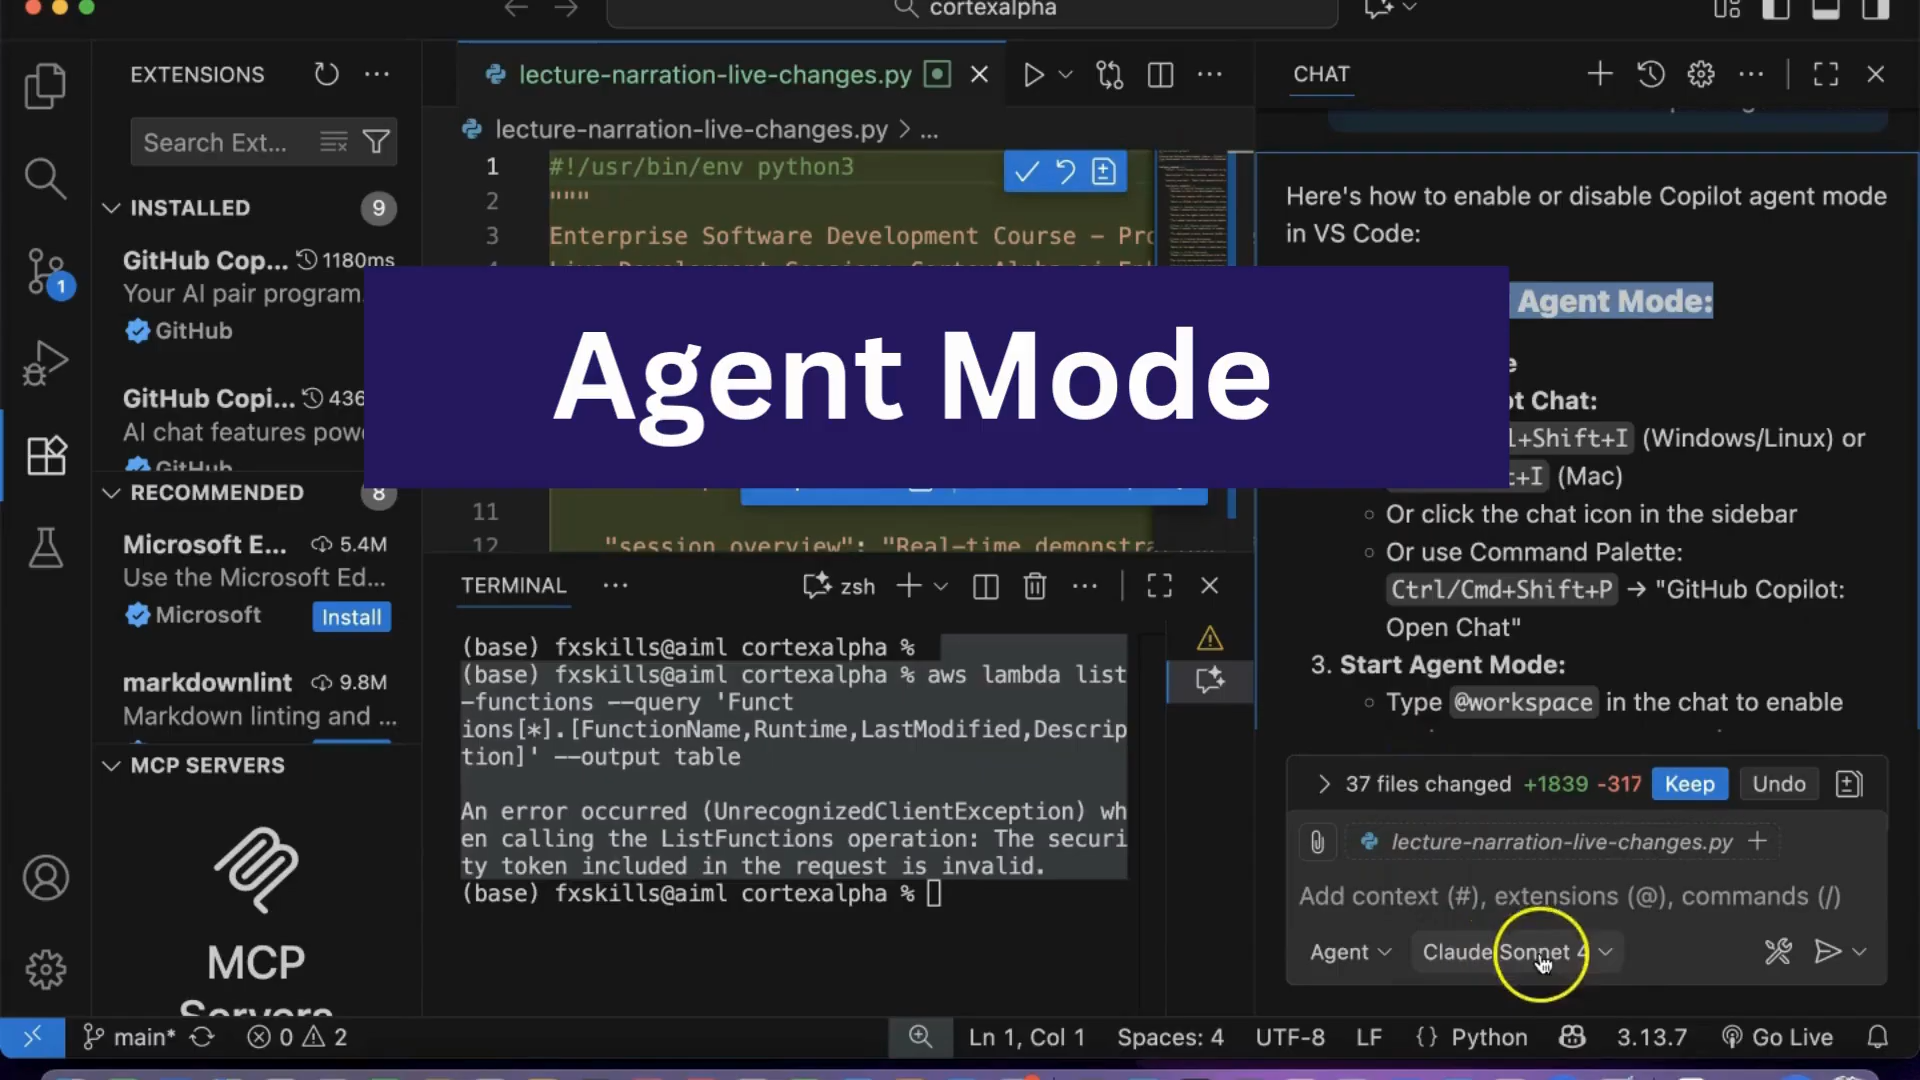 cortexalpha
EXTENSIONS
Search Ext...
INSTALLED
9
GitHub Cop... 1180ms
Your AI pair program.
GitHub
GitHub Copi... 436
AI chat features pow
GitHub
RECOMMENDED
8
Microsoft E... 5.4M
Use the Microsoft Ed...
Microsoft
Install
markdownlint 9.8M
Markdown linting and ...
MCP SERVERS
MCP
Servers
1
lecture-narration-live-changes.py
lecture-narration-live-changes.py > ...
1 #!/usr/bin/env python3
2 """
3 Enterprise Software Development Course - Pro
4
11
12 "session_overview": "Real-time demonstra
Agent Mode
TERMINAL
zsh
(base) fxskills@aiml cortexalpha %
(base) fxskills@aiml cortexalpha % aws lambda list
-functions --query 'Funct
ions[*].[FunctionName,Runtime,LastModified,Descrip
tion]' --output table
An error occurred (UnrecognizedClientException) wh
en calling the ListFunctions operation: The securi
ty token included in the request is invalid.
(base) fxskills@aiml cortexalpha %
CHAT
Here's how to enable or disable Copilot agent mode
in VS Code:
Agent Mode:
Chat:
l+Shift+I (Windows/Linux) or
+I (Mac)
Or click the chat icon in the sidebar
Or use Command Palette:
Ctrl/Cmd+Shift+P → "GitHub Copilot:
Open Chat"
3. Start Agent Mode:
Type @workspace in the chat to enable
37 files changed +1839 -317 Keep Undo
lecture-narration-live-changes.py +
Add context (#), extensions (@), commands (/)
Agent
Claude Sonnet 4
main* 0 2
Ln 1, Col 1 Spaces: 4 UTF-8 LF {} Python 3.13.7 Go Live